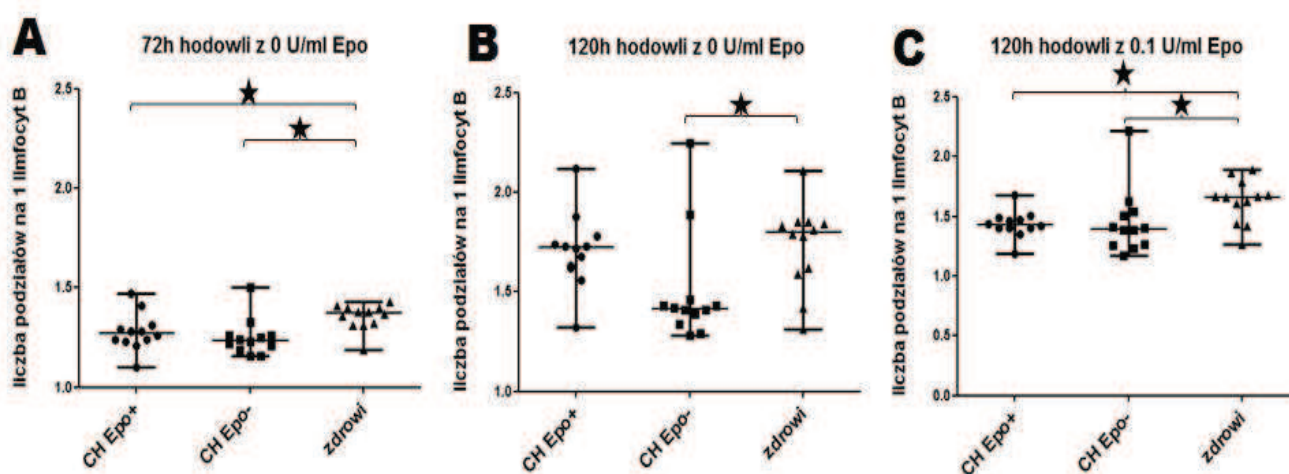 A
72h hodowli z 0 U/ml Epo
liczba podziałów na 1 limfocyt B
2.5
2.0
1.5
1.0
CH Epo+
CH Epo-
zdrowi
B
120h hodowli z 0 U/ml Epo
liczba podziałów na 1 limfocyt B
2.5
2.0
1.5
1.0
CH Epo+
CH Epo-
zdrowi
C
120h hodowli z 0.1 U/ml Epo
liczba podziałów na 1 limfocyt B
2.5
2.0
1.5
1.0
0.5
0.0
CH Epo+
CH Epo-
zdrowi